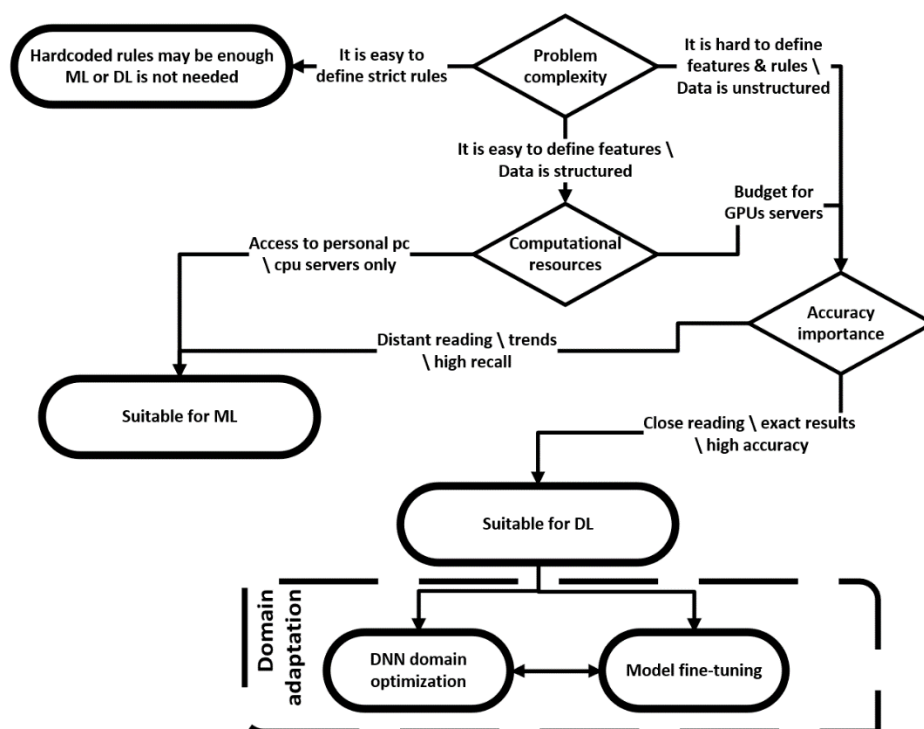 Hardcoded rules may be enough
ML or DL is not needed
It is easy to
define strict rules
Problem
complexity
It is hard to define
features & rules \
Data is unstructured
It is easy to define features \
Data is structured
Budget for
GPUs servers
Access to personal pc
\ cpu servers only
Computational
resources
Accuracy
importance
Distant reading \ trends
\ high recall
Suitable for ML
Close reading \ exact results
\ high accuracy
Suitable for DL
Domain
adaptation
DNN domain
optimization
Model fine-tuning